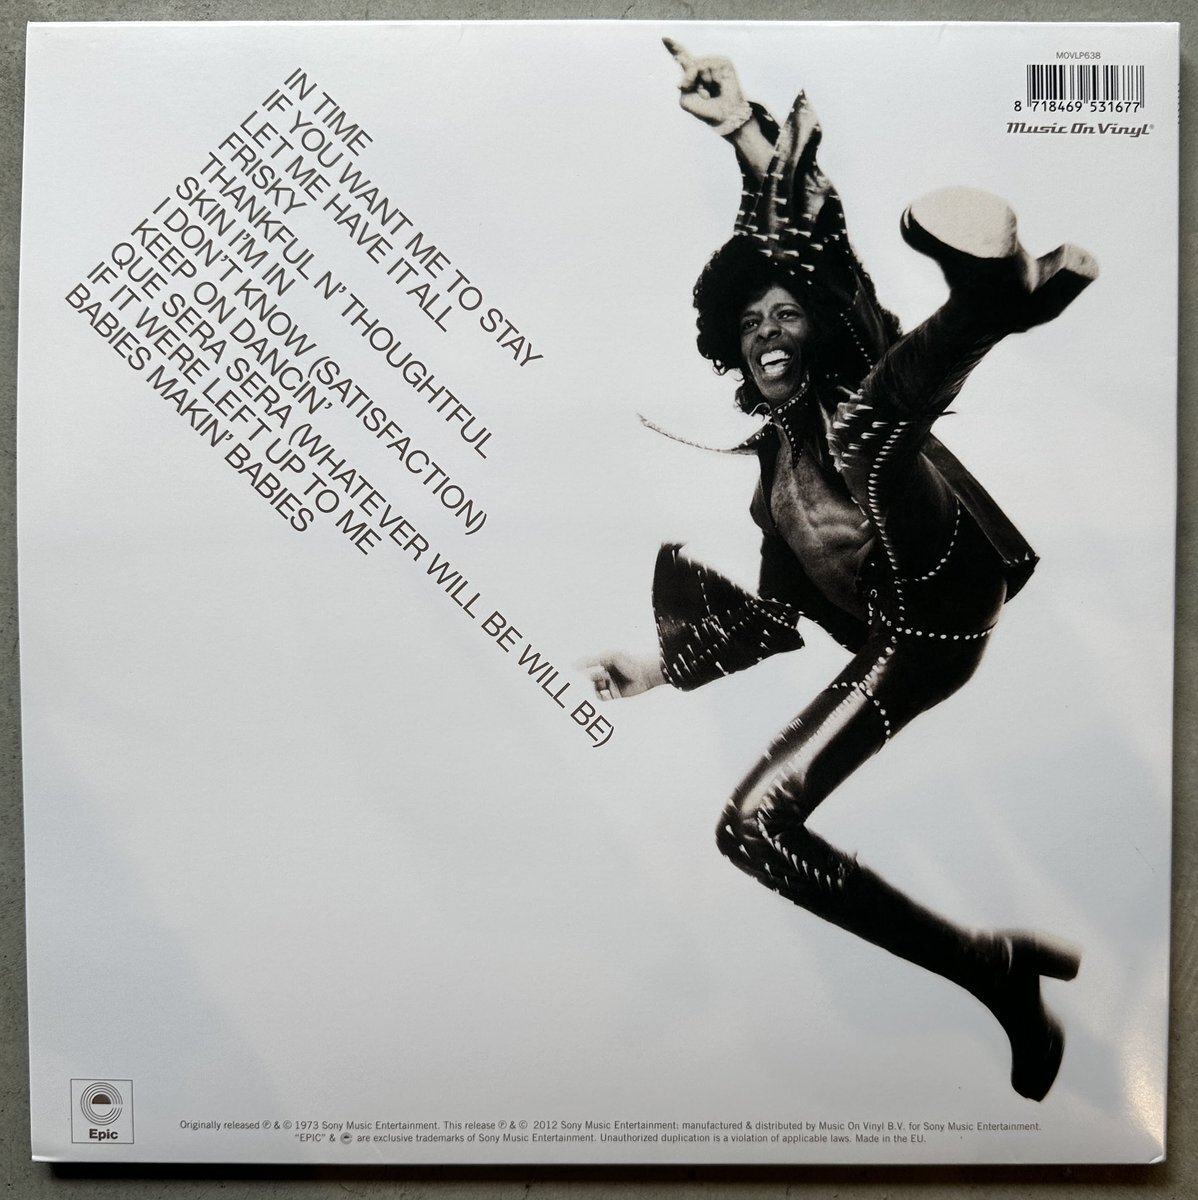 IN TIME
IF YOU WANT ME TO STAY
LET ME HAVE IT ALL
FRISKY
THANKFUL N' THOUGHTFUL
SKIN I'M IN
I DON'T KNOW (SATISFACTION)
KEEP ON DANCIN'
QUE SERA SERA (WHATEVER WILL BE WILL BE)
IF IT WERE LEFT UP TO ME
BABIES MAKIN' BABIES
MOVLP638
8 718469 531677
Music On Vinyl®
Epic
Originally released ℗ & © 1973 Sony Music Entertainment. This release ℗ & © 2012 Sony Music Entertainment: manufactured & distributed by Music On Vinyl B.V. for Sony Music Entertainment.
"EPIC" & e are exclusive trademarks of Sony Music Entertainment. Unauthorized duplication is a violation of applicable laws. Made in the EU.